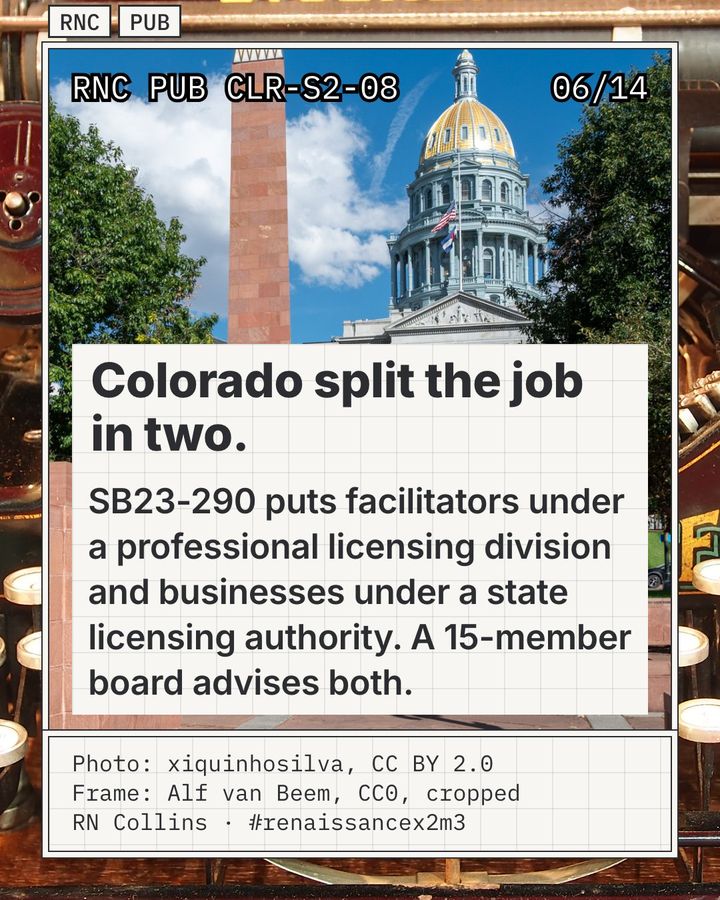 RNC PUB
RNC PUB CLR-S2-08 06/14
Colorado split the job
in two.
SB23-290 puts facilitators under
a professional licensing division
and businesses under a state
licensing authority. A 15-member
board advises both.
Photo: xiquinhosilva, CC BY 2.0
Frame: Alf van Beem, CC0, cropped
RN Collins · #renaissancex2m3